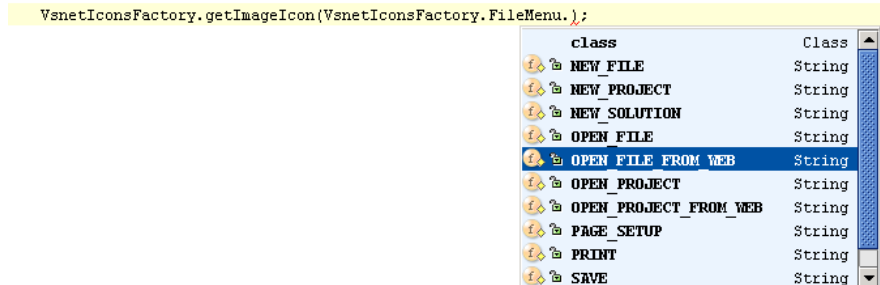 VsnetIconsFactory.getImageIcon(VsnetIconsFactory.FileMenu.);
class Class
f NEW_FILE String
f NEW_PROJECT String
f NEW_SOLUTION String
f OPEN_FILE String
f OPEN_FILE_FROM_WEB String
f OPEN_PROJECT String
f OPEN_PROJECT_FROM_WEB String
f PAGE_SETUP String
f PRINT String
f SAVE String